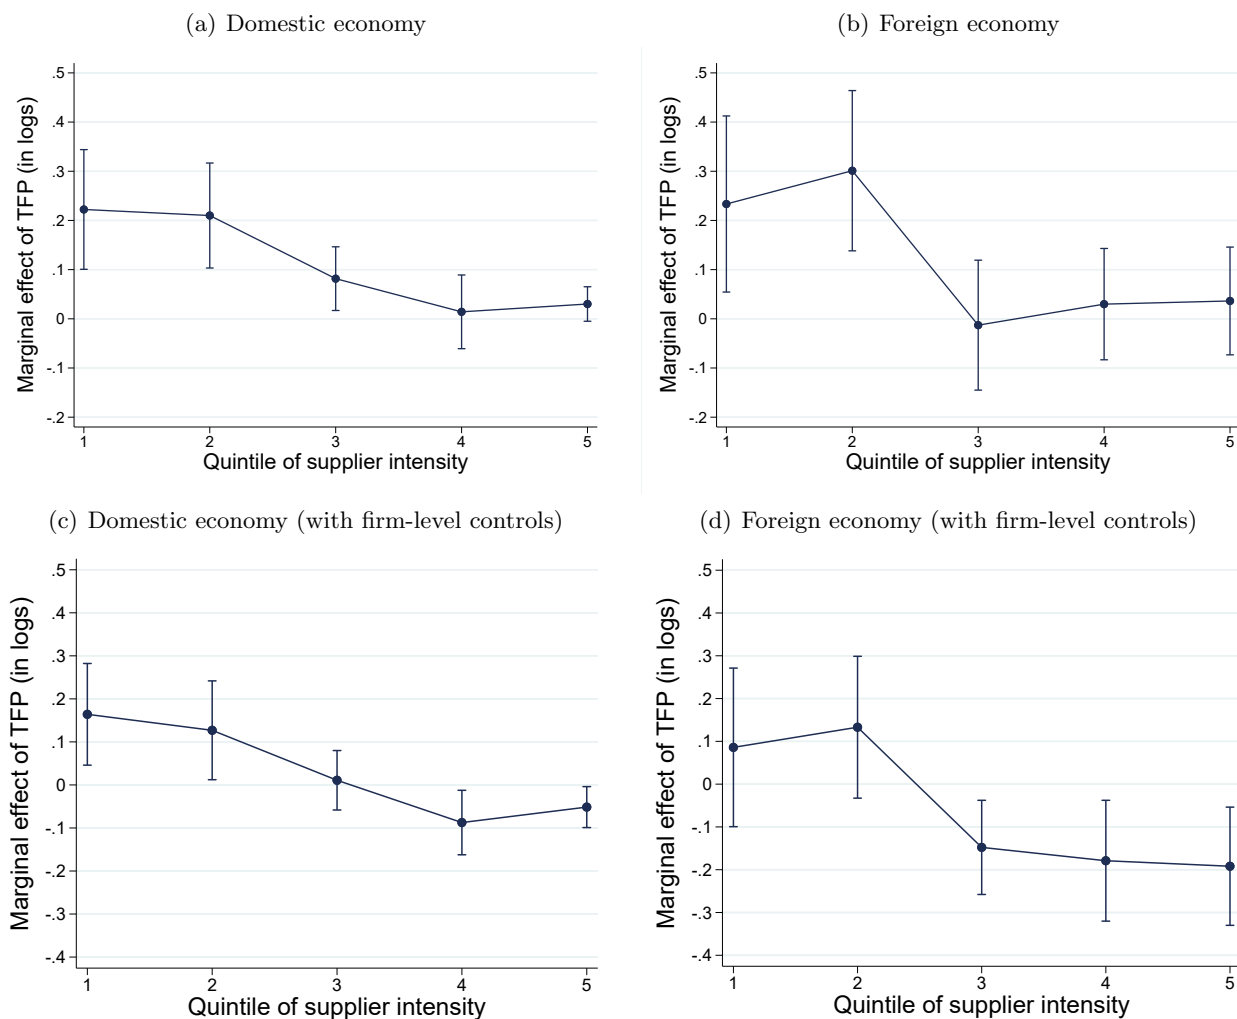 (a) Domestic economy
Marginal effect of TFP (in logs)
.5
.4
.3
.2
.1
0
-.1
-.2
1 2 3 4 5
Quintile of supplier intensity
(b) Foreign economy
Marginal effect of TFP (in logs)
.5
.4
.3
.2
.1
0
-.1
-.2
1 2 3 4 5
Quintile of supplier intensity
(c) Domestic economy (with firm-level controls)
Marginal effect of TFP (in logs)
.5
.4
.3
.2
.1
0
-.1
-.2
-.3
-.4
1 2 3 4 5
Quintile of supplier intensity
(d) Foreign economy (with firm-level controls)
Marginal effect of TFP (in logs)
.5
.4
.3
.2
.1
0
-.1
-.2
-.3
-.4
1 2 3 4 5
Quintile of supplier intensity